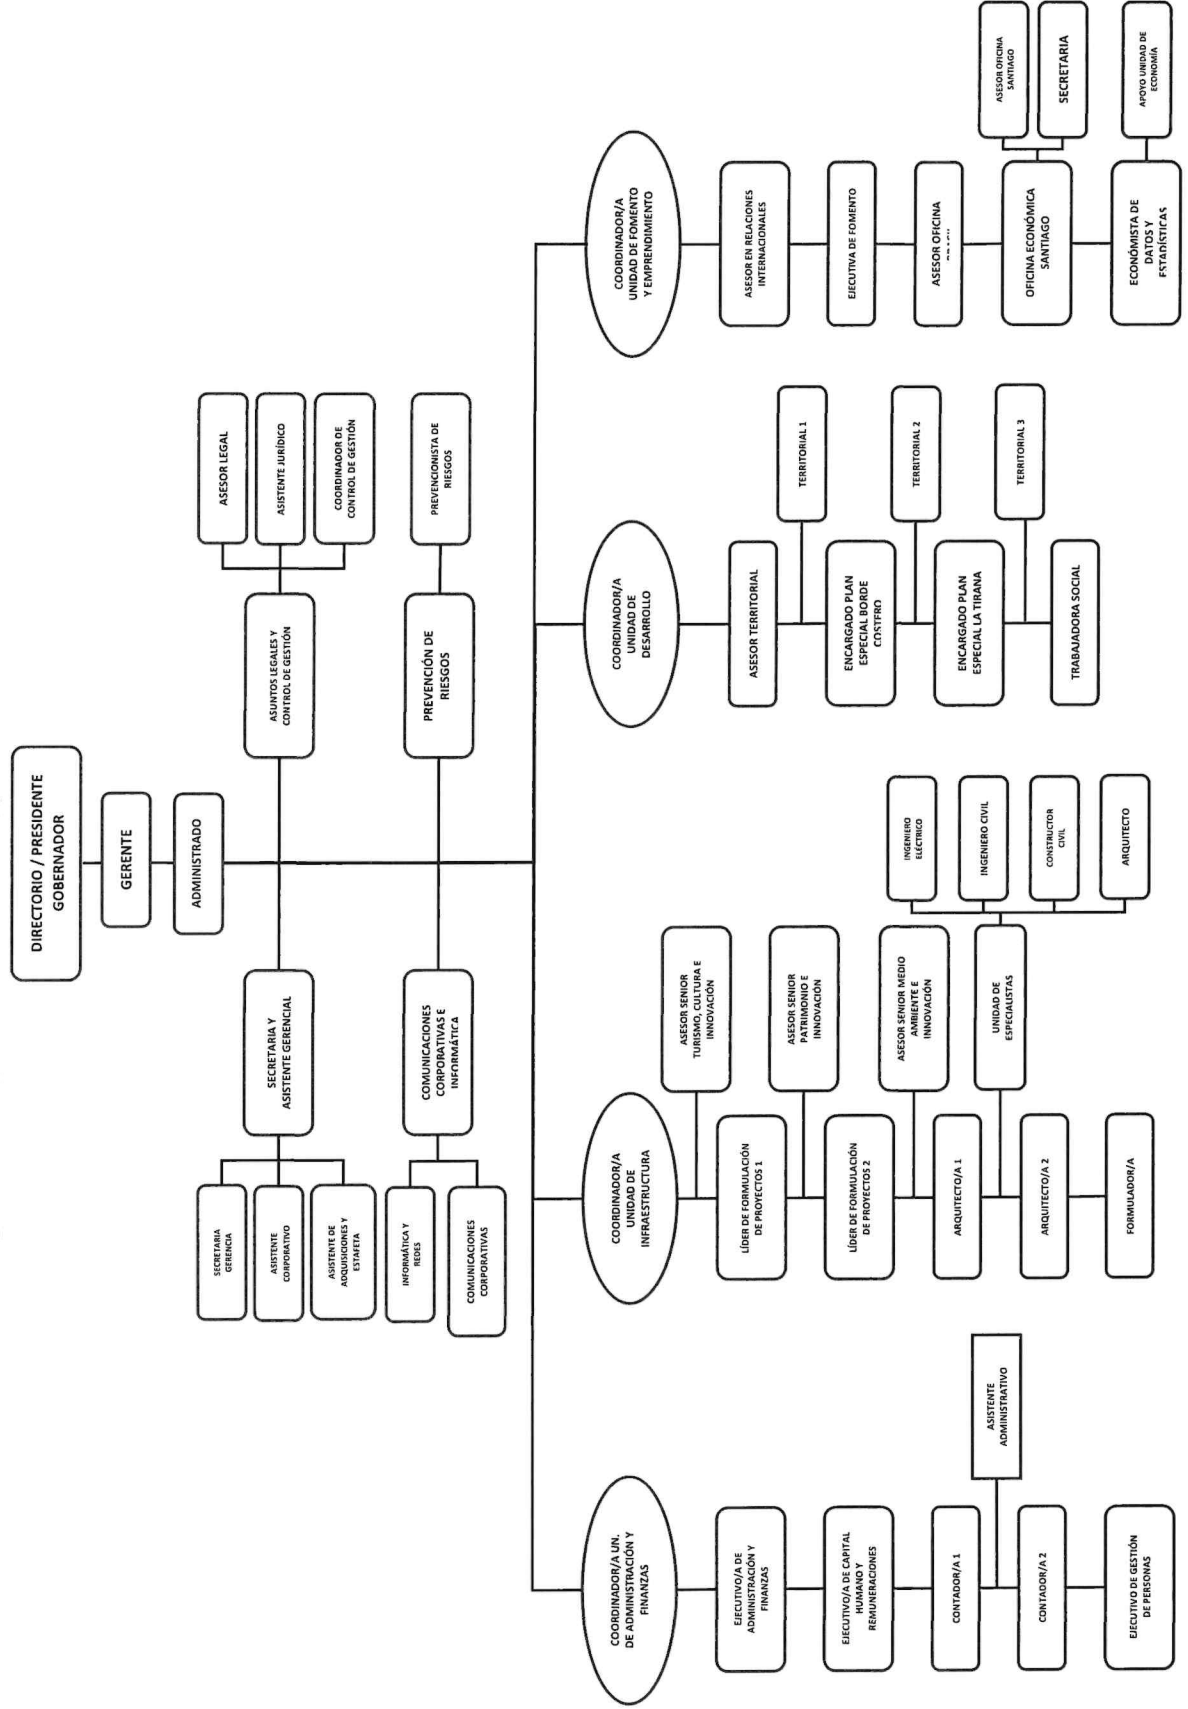 DIRECTORIO / PRESIDENTE
GOBERNADOR
GERENTE
ADMINISTRADO
SECRETARIA Y
ASISTENTE GERENCIAL
SECRETARIA
GERENCIA
ASISTENTE
CORPORATIVO
ASISTENTE DE
ADQUISICIONES Y
ESTAFETA
ASUNTOS LEGALES Y
CONTROL DE GESTIÓN
ASESOR LEGAL
ASISTENTE JURÍDICO
COORDINADOR DE
CONTROL DE GESTIÓN
COMUNICACIONES
CORPORATIVAS E
INFORMÁTICA
INFORMÁTICA Y
REDES
COMUNICACIONES
CORPORATIVAS
PREVENCIÓN DE
RIESGOS
PREVENCIONISTA DE
RIESGOS
COORDINADOR/A UN.
DE ADMINISTRACIÓN Y
FINANZAS
EJECUTIVO/A DE
ADMINISTRACIÓN Y
FINANZAS
EJECUTIVO/A DE CAPITAL
HUMANO Y
REMUNERACIONES
CONTADOR/A 1
ASISTENTE
ADMINISTRATIVO
CONTADOR/A 2
EJECUTIVO DE GESTIÓN
DE PERSONAS
COORDINADOR/A
UNIDAD DE
INFRAESTRUCTURA
ASESOR SENIOR
TURISMO, CULTURA E
INNOVACIÓN
LÍDER DE FORMULACIÓN
DE PROYECTOS 1
ASESOR SENIOR
PATRIMONIO E
INNOVACIÓN
LÍDER DE FORMULACIÓN
DE PROYECTOS 2
ASESOR SENIOR MEDIO
AMBIENTE E
INNOVACIÓN
ARQUITECTO/A 1
UNIDAD DE
ESPECIALISTAS
INGENIERO
ELÉCTRICO
INGENIERO CIVIL
CONSTRUCTOR
CIVIL
ARQUITECTO
ARQUITECTO/A 2
FORMULADOR/A
COORDINADOR/A
UNIDAD DE
DESARROLLO
ASESOR TERRITORIAL
TERRITORIAL 1
ENCARGADO PLAN
ESPECIAL BORDE
COSTERO
TERRITORIAL 2
ENCARGADO PLAN
ESPECIAL LA TIRANA
TERRITORIAL 3
TRABAJADORA SOCIAL
COORDINADOR/A
UNIDAD DE FOMENTO
Y EMPRENDIMIENTO
ASESOR EN RELACIONES
INTERNACIONALES
EJECUTIVA DE FOMENTO
ASESOR OFICINA
OFICINA ECONÓMICA
SANTIAGO
ASESOR OFICINA
SANTIAGO
SECRETARIA
ECONÓMISTA DE
DATOS Y
ESTADÍSTICAS
APOYO UNIDAD DE
ECONOMÍA